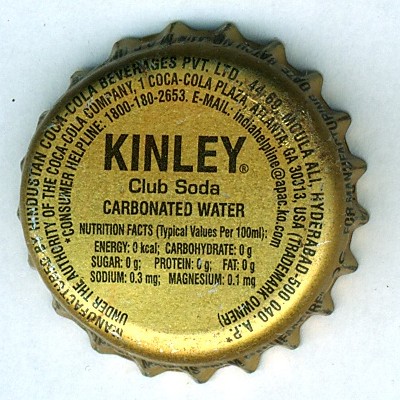 HINDUSTAN COCA-COLA BEVERAGES PVT. LTD., 44-69, MOULA ALI, HYDERABAD-500 040. A.P.*
UNDER THE AUTHORITY OF THE COCA-COLA COMPANY, 1 COCA-COLA PLAZA, ATLANTA, GA 30313, USA (TRADEMARK OWNER)
*CONSUMER HELPLINE: 1800-180-2653. E-MAIL: indiahelpline@apac.ko.com;
KINLEY®
Club Soda
CARBONATED WATER
NUTRITION FACTS (Typical Values Per 100ml);
ENERGY: 0 kcal; CARBOHYDRATE: 0 g
SUGAR: 0 g; PROTEIN: 0 g; FAT: 0 g
SODIUM: 0.3 mg; MAGNESIUM: 0.1 mg